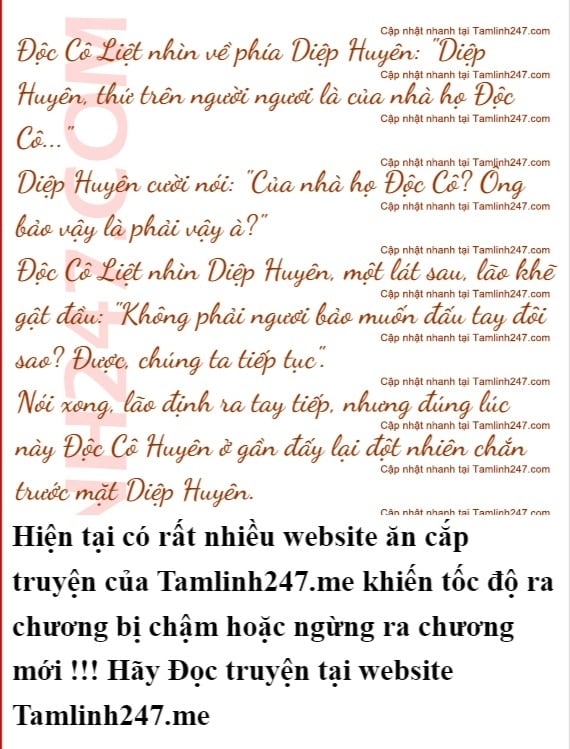 Cập nhật nhanh tại Tamlinh247.com
Độc Cô Liệt nhìn về phía Diệp Huyên: "Diệp
Cập nhật nhanh tại Tamlinh247.com
Huyên, thứ trên người ngươi là của nhà họ Độc
Cập nhật nhanh tại Tamlinh247.com
Cô..."
Cập nhật nhanh tại Tamlinh247.com
Diệp Huyên cười nói: "Của nhà họ Độc Cô? Ông
Cập nhật nhanh tại Tamlinh247.com
bảo vậy là phải vậy à?"
Cập nhật nhanh tại Tamlinh247.com
Độc Cô Liệt nhìn Diệp Huyên, một lát sau, lão khẽ
Cập nhật nhanh tại Tamlinh247.com
gật đầu: "Không phải ngươi bảo muốn đấu tay đôi
Cập nhật nhanh tại Tamlinh247.com
sao? Được, chúng ta tiếp tục".
Cập nhật nhanh tại Tamlinh247.com
Nói xong, lão định ra tay tiếp, nhưng đúng lúc
Cập nhật nhanh tại Tamlinh247.com
này Độc Cô Huyên ở gần đấy lại đột nhiên chắn
Cập nhật nhanh tại Tamlinh247.com
trước mặt Diệp Huyên.
Cập nhật nhanh tại Tamlinh247.com
NH247.COM
Hiện tại có rất nhiều website ăn cắp
truyện của Tamlinh247.me khiến tốc độ ra
chương bị chậm hoặc ngừng ra chương
mới !!! Hãy Đọc truyện tại website
Tamlinh247.me